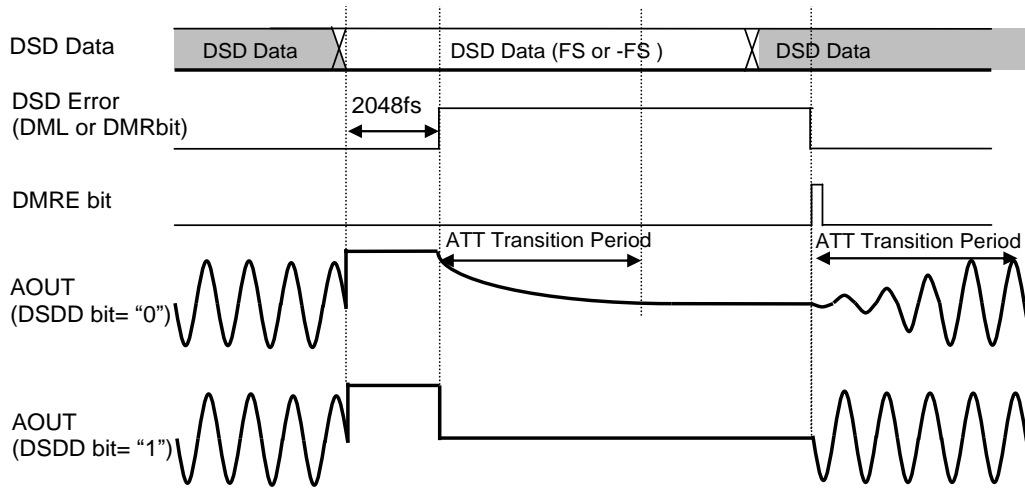 DSD Data
DSD Data
DSD Data (FS or -FS )
DSD Data
DSD Error
(DML or DMRbit)
2048fs
DMRE bit
ATT Transition Period
ATT Transition Period
AOUT
(DSDD bit= “0”)
AOUT
(DSDD bit= “1”)